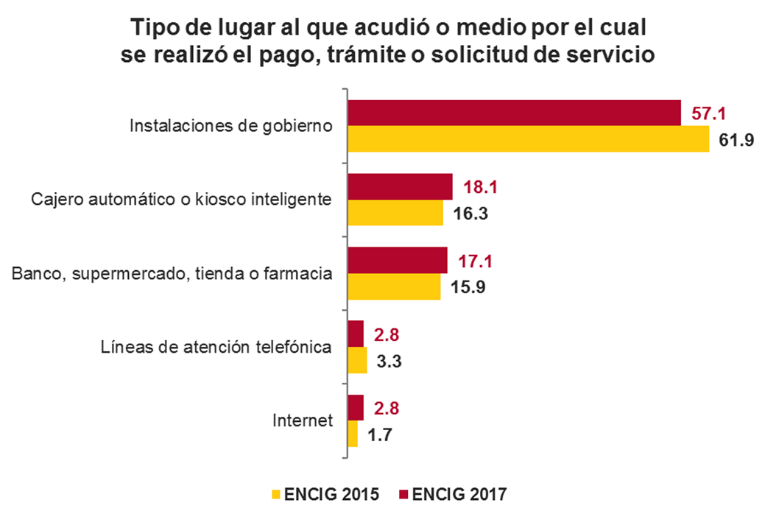 Tipo de lugar al que acudió o medio por el cual
se realizó el pago, trámite o solicitud de servicio
Instalaciones de gobierno
57.1
61.9
Cajero automático o kiosco inteligente
18.1
16.3
Banco, supermercado, tienda o farmacia
17.1
15.9
Líneas de atención telefónica
2.8
3.3
Internet
2.8
1.7
ENCIG 2015 ENCIG 2017